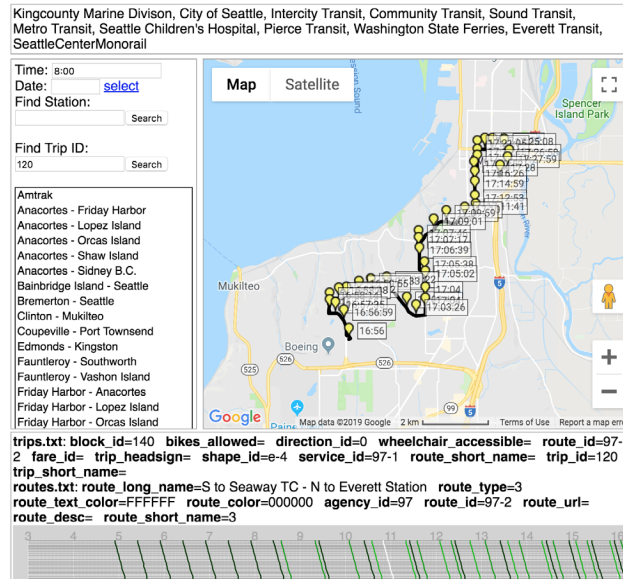 Kingcounty Marine Divison, City of Seattle, Intercity Transit, Community Transit, Sound Transit,
Metro Transit, Seattle Children's Hospital, Pierce Transit, Washington State Ferries, Everett Transit,
SeattleCenterMonorail
Time: 8:00
Date: select
Find Station:
Search
Find Trip ID:
120 Search
Amtrak
Anacortes - Friday Harbor
Anacortes - Lopez Island
Anacortes - Orcas Island
Anacortes - Shaw Island
Anacortes - Sidney B.C.
Bainbridge Island - Seattle
Bremerton - Seattle
Clinton - Mukilteo
Coupeville - Port Townsend
Edmonds - Kingston
Fauntleroy - Southworth
Fauntleroy - Vashon Island
Friday Harbor - Anacortes
Friday Harbor - Lopez Island
Friday Harbor - Orcas Island
Map Satellite
Spencer
Island Park
17:14:59
17:09:01
17:06:39
17:05:38
17:05:02
17:04
17:03:26
16:56:59
16:56
Mukilteo
Boeing
526
525
526
5
99
5
Paine
Google
Map data ©2019 Google 2 km Terms of Use Report a map
trips.txt: block_id=140 bikes_allowed= direction_id=0 wheelchair_accessible= route_id=97-
2 fare_id= trip_headsign= shape_id=e-4 service_id=97-1 route_short_name= trip_id=120
trip_short_name=
routes.txt: route_long_name=S to Seaway TC - N to Everett Station route_type=3
route_text_color=FFFFFF route_color=000000 agency_id=97 route_id=97-2 route_url=
route_desc= route_short_name=3
3 4 5 6 7 8 9 10 11 12 13 14 15 16